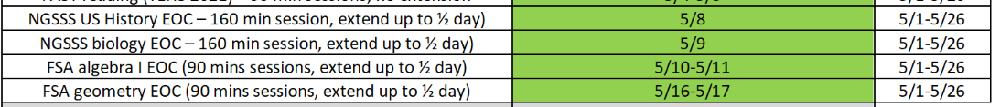 NGSSS US History EOC – 160 min session, extend up to ½ day) 5/8 5/1-5/26
NGSSS biology EOC – 160 min session, extend up to ½ day) 5/9 5/1-5/26
FSA algebra I EOC (90 mins sessions, extend up to ½ day) 5/10-5/11 5/1-5/26
FSA geometry EOC (90 mins sessions, extend up to ½ day) 5/16-5/17 5/1-5/26